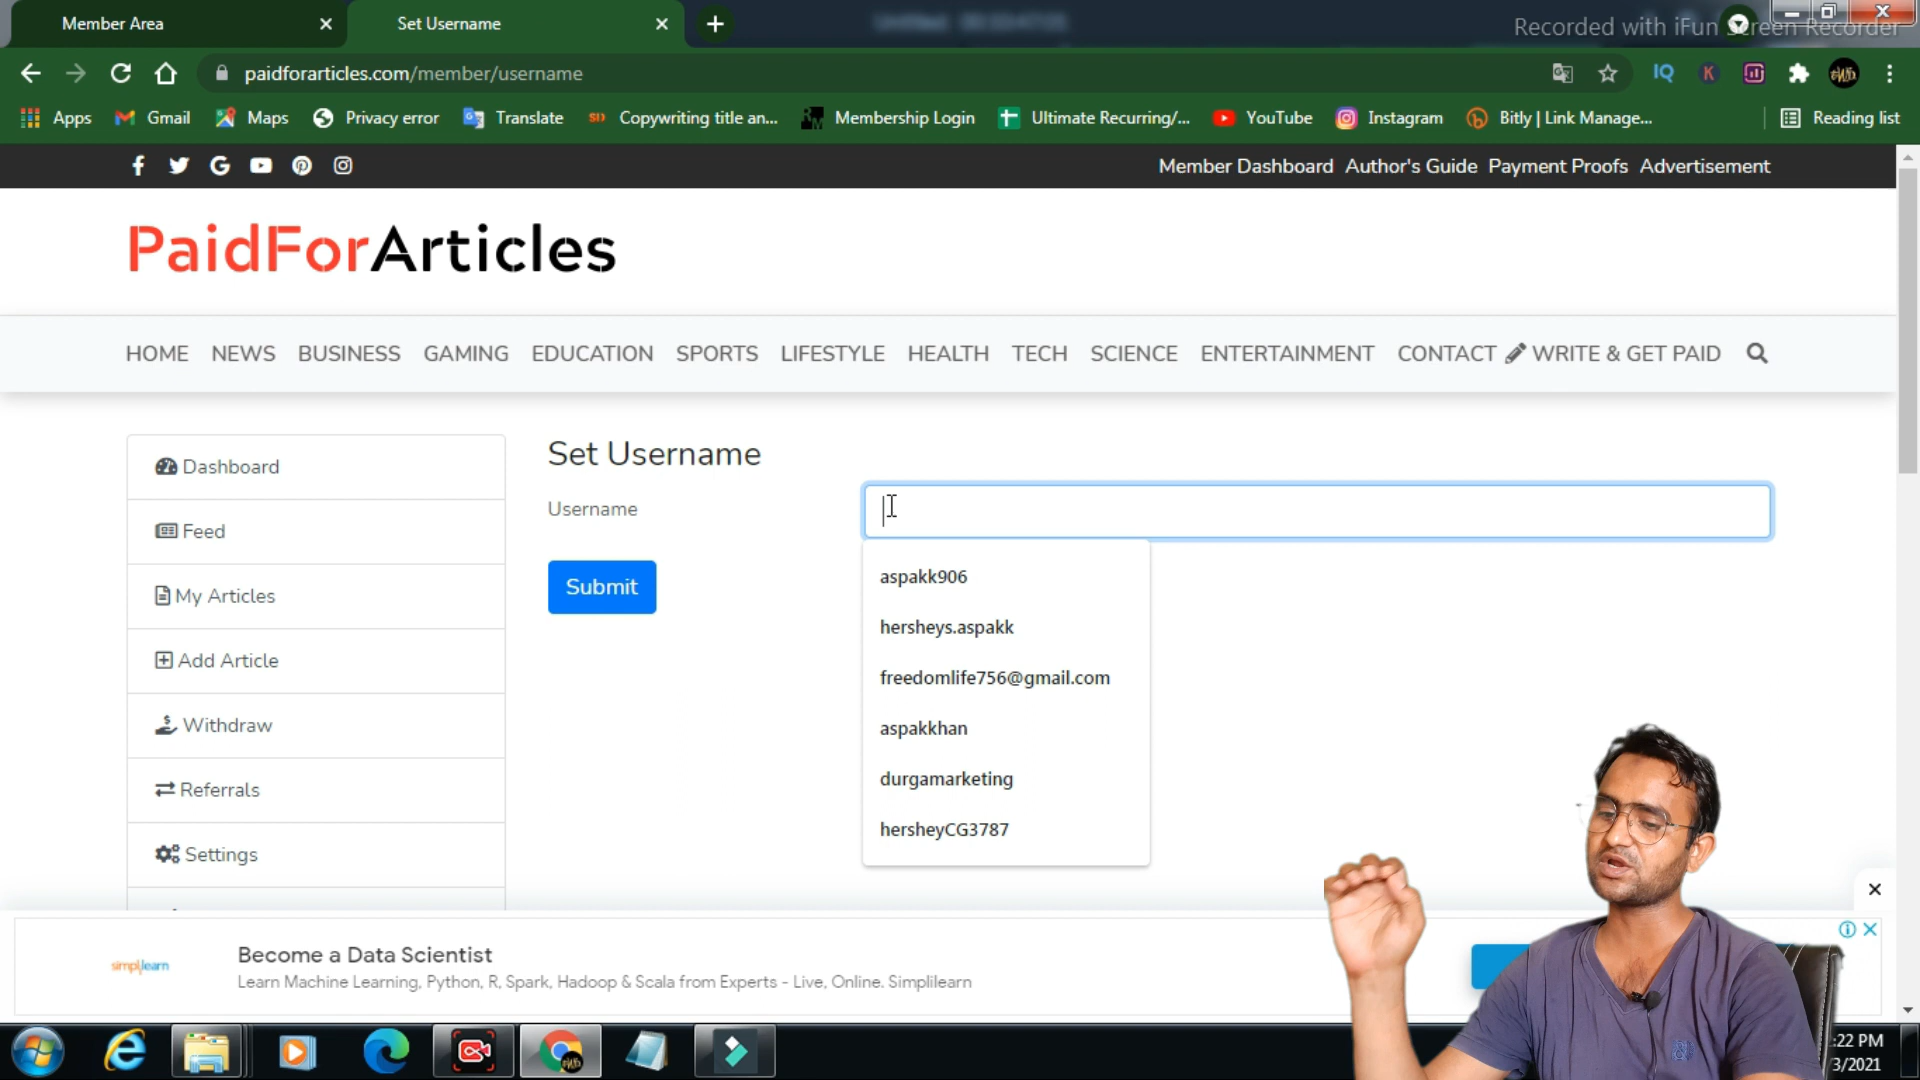 Member Area
Set Username
Recorded with iFun Screen Recorder
paidforarticles.com/member/username
Apps Gmail Maps Privacy error Translate Copywriting title an... Membership Login Ultimate Recurring/... YouTube Instagram Bitly | Link Manage... Reading list
Member Dashboard Author's Guide Payment Proofs Advertisement
PaidForArticles
HOME NEWS BUSINESS GAMING EDUCATION SPORTS LIFESTYLE HEALTH TECH SCIENCE ENTERTAINMENT CONTACT WRITE & GET PAID
Dashboard
Feed
My Articles
Add Article
Withdraw
Referrals
Settings
Set Username
Username
Submit
aspakk906
hersheys.aspakk
freedomlife756@gmail.com
aspakkhan
durgamarketing
hersheyCG3787
simplilearn
Become a Data Scientist
Learn Machine Learning, Python, R, Spark, Hadoop & Scala from Experts - Live, Online. Simplilearn
:22 PM
3/2021